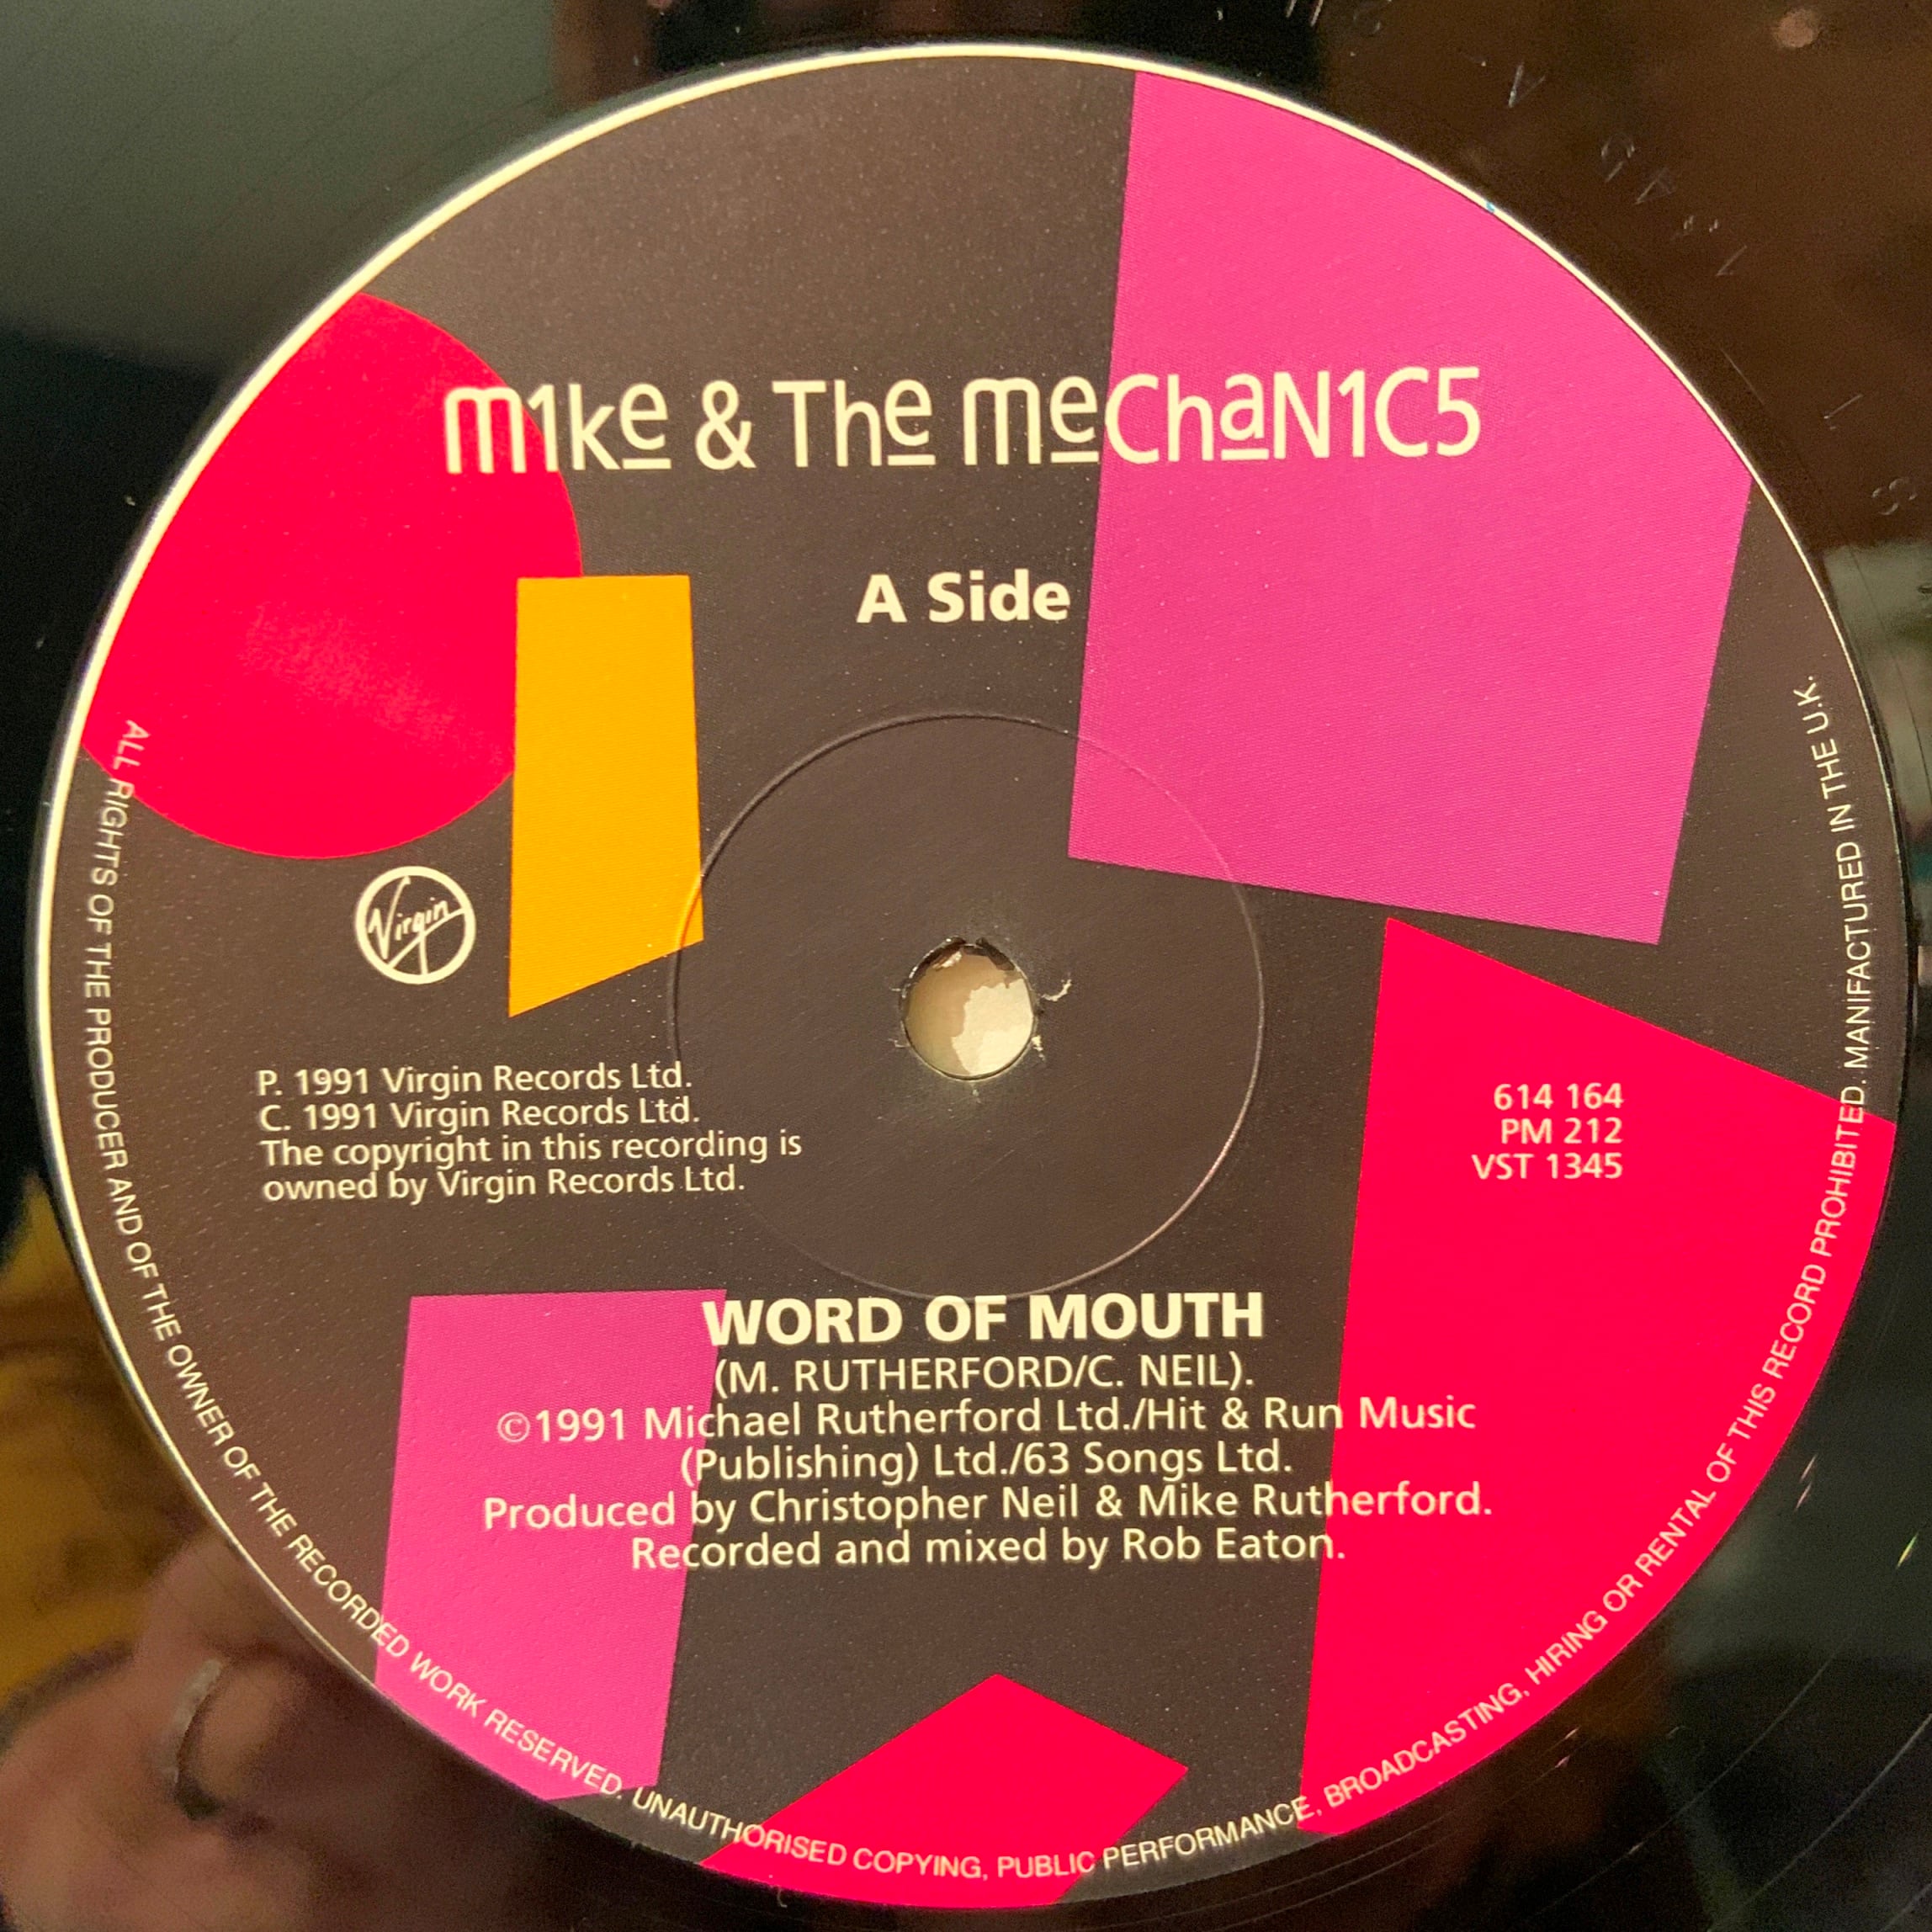 m1ke & The meChaN1C5
A Side
Virgin
P. 1991 Virgin Records Ltd.
C. 1991 Virgin Records Ltd.
The copyright in this recording is
owned by Virgin Records Ltd.
614 164
PM 212
VST 1345
WORD OF MOUTH
(M. RUTHERFORD/C. NEIL).
©1991 Michael Rutherford Ltd./Hit & Run Music
(Publishing) Ltd./63 Songs Ltd.
Produced by Christopher Neil & Mike Rutherford.
Recorded and mixed by Rob Eaton.
ALL RIGHTS OF THE PRODUCER AND OF THE OWNER OF THE RECORDED WORK RESERVED. UNAUTHORISED COPYING, PUBLIC PERFORMANCE, BROADCASTING, HIRING OR RENTAL OF THIS RECORD PROHIBITED. MANIFACTURED IN THE U.K.